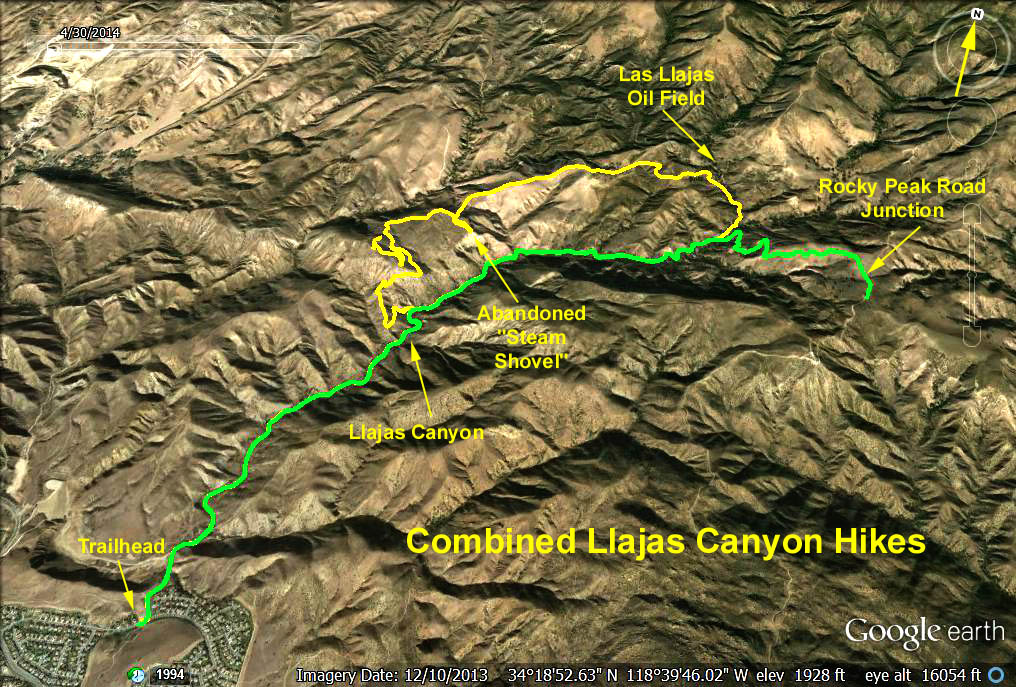 4/30/2014
N
Las Llajas
Oil Field
Rocky Peak Road
Junction
Abandoned
"Steam
Shovel"
Llajas Canyon
Combined Llajas Canyon Hikes
Trailhead
Google earth
1994
Imagery Date: 12/10/2013 34°18'52.63" N 118°39'46.02" W elev 1928 ft eye alt 16054 ft